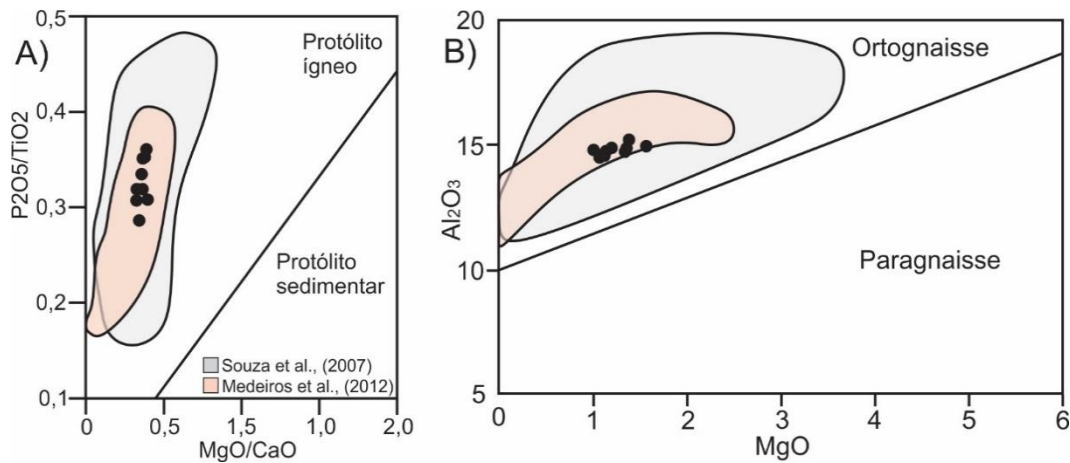 A)
0,5
0,4
0,3
0,2
0,1
P2O5/TiO2
Protólito
ígneo
Protólito
sedimentar
Souza et al., (2007)
Medeiros et al., (2012)
0
0,5
1,5
1,0
2,0
MgO/CaO
B)
20
15
10
5
Al₂O₃
Ortognaisse
Paragnaisse
0
1
2
3
4
5
6
MgO